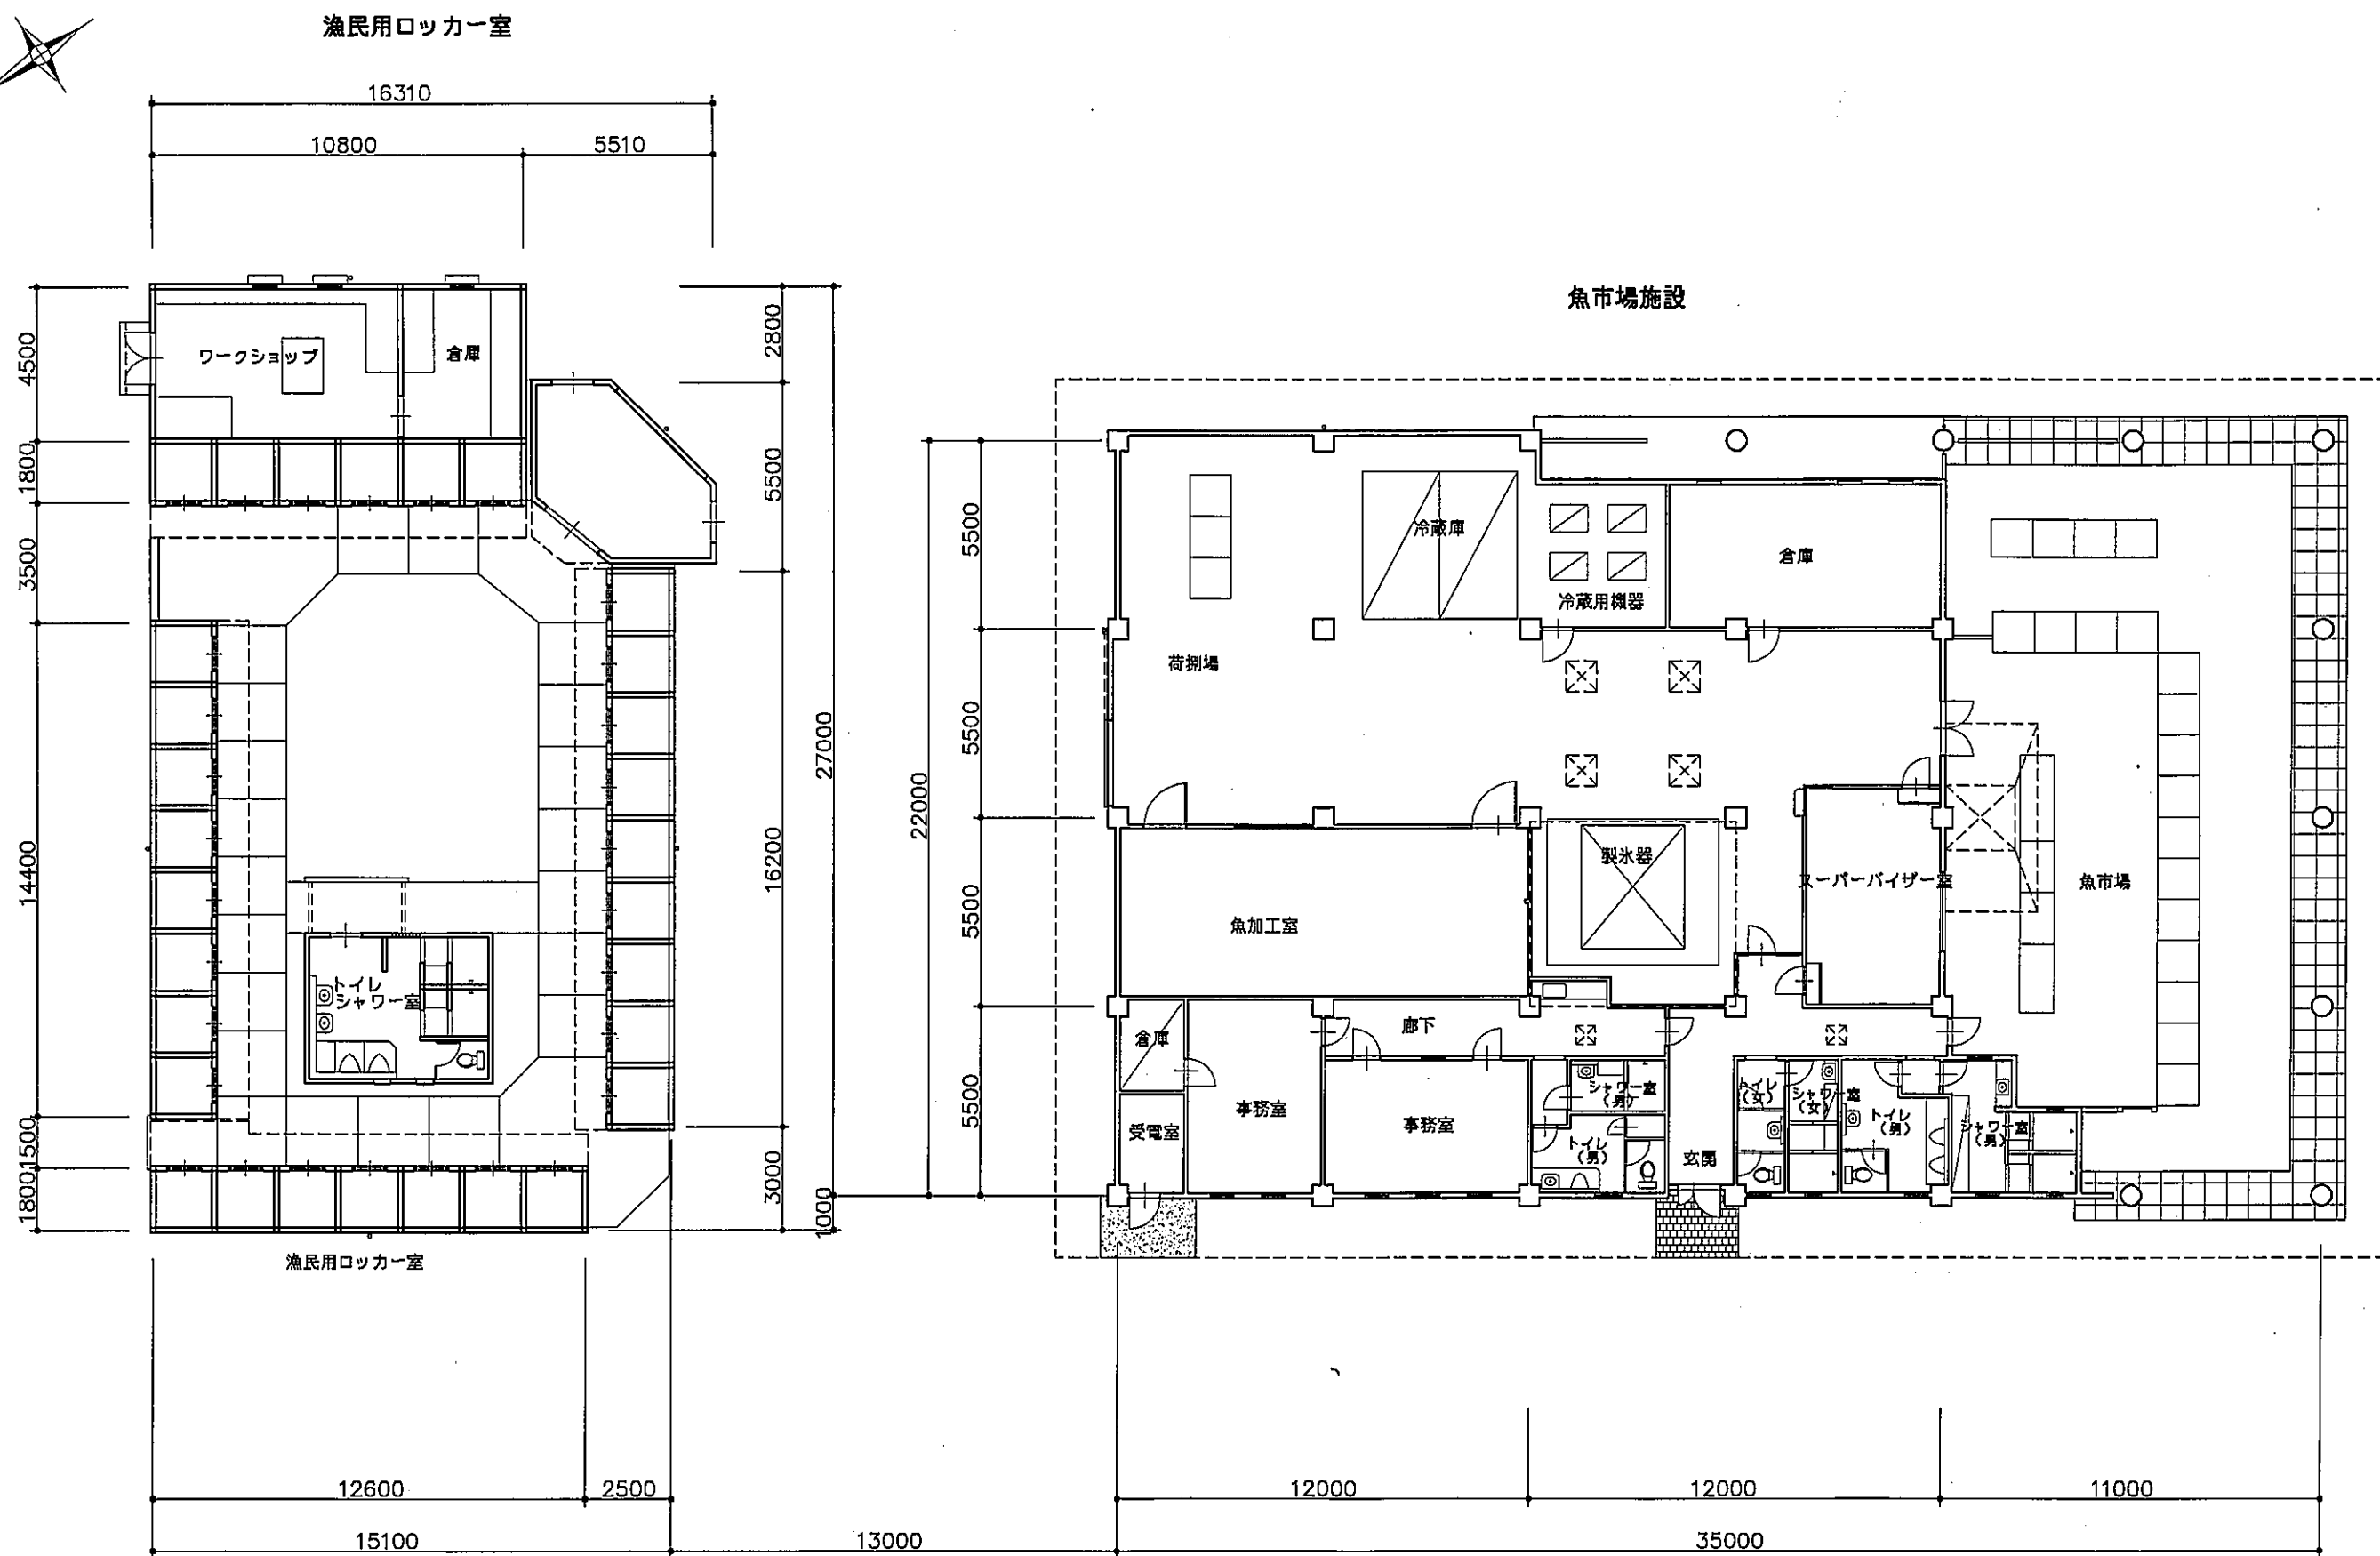 漁民用ロッカー室
16310
10800
5510
魚市場施設
4500
1800
3500
14400
1500
1800
2800
5500
16200
3000
27000
1000
ワークショップ
倉庫
トイレ
シャワー室
漁民用ロッカー室
22000
5500
5500
5500
5500
冷蔵庫
冷蔵用機器
倉庫
荷捌場
製氷器
スーパーバイザー室
魚市場
魚加工室
倉庫
廊下
受電室
事務室
事務室
シャワー室
(男)
トイレ
(男)
玄関
トイレ
(女)
シャワー室
(女)
トイレ
(男)
シャワー室
(男)
12600
2500
12000
12000
11000
15100
13000
35000